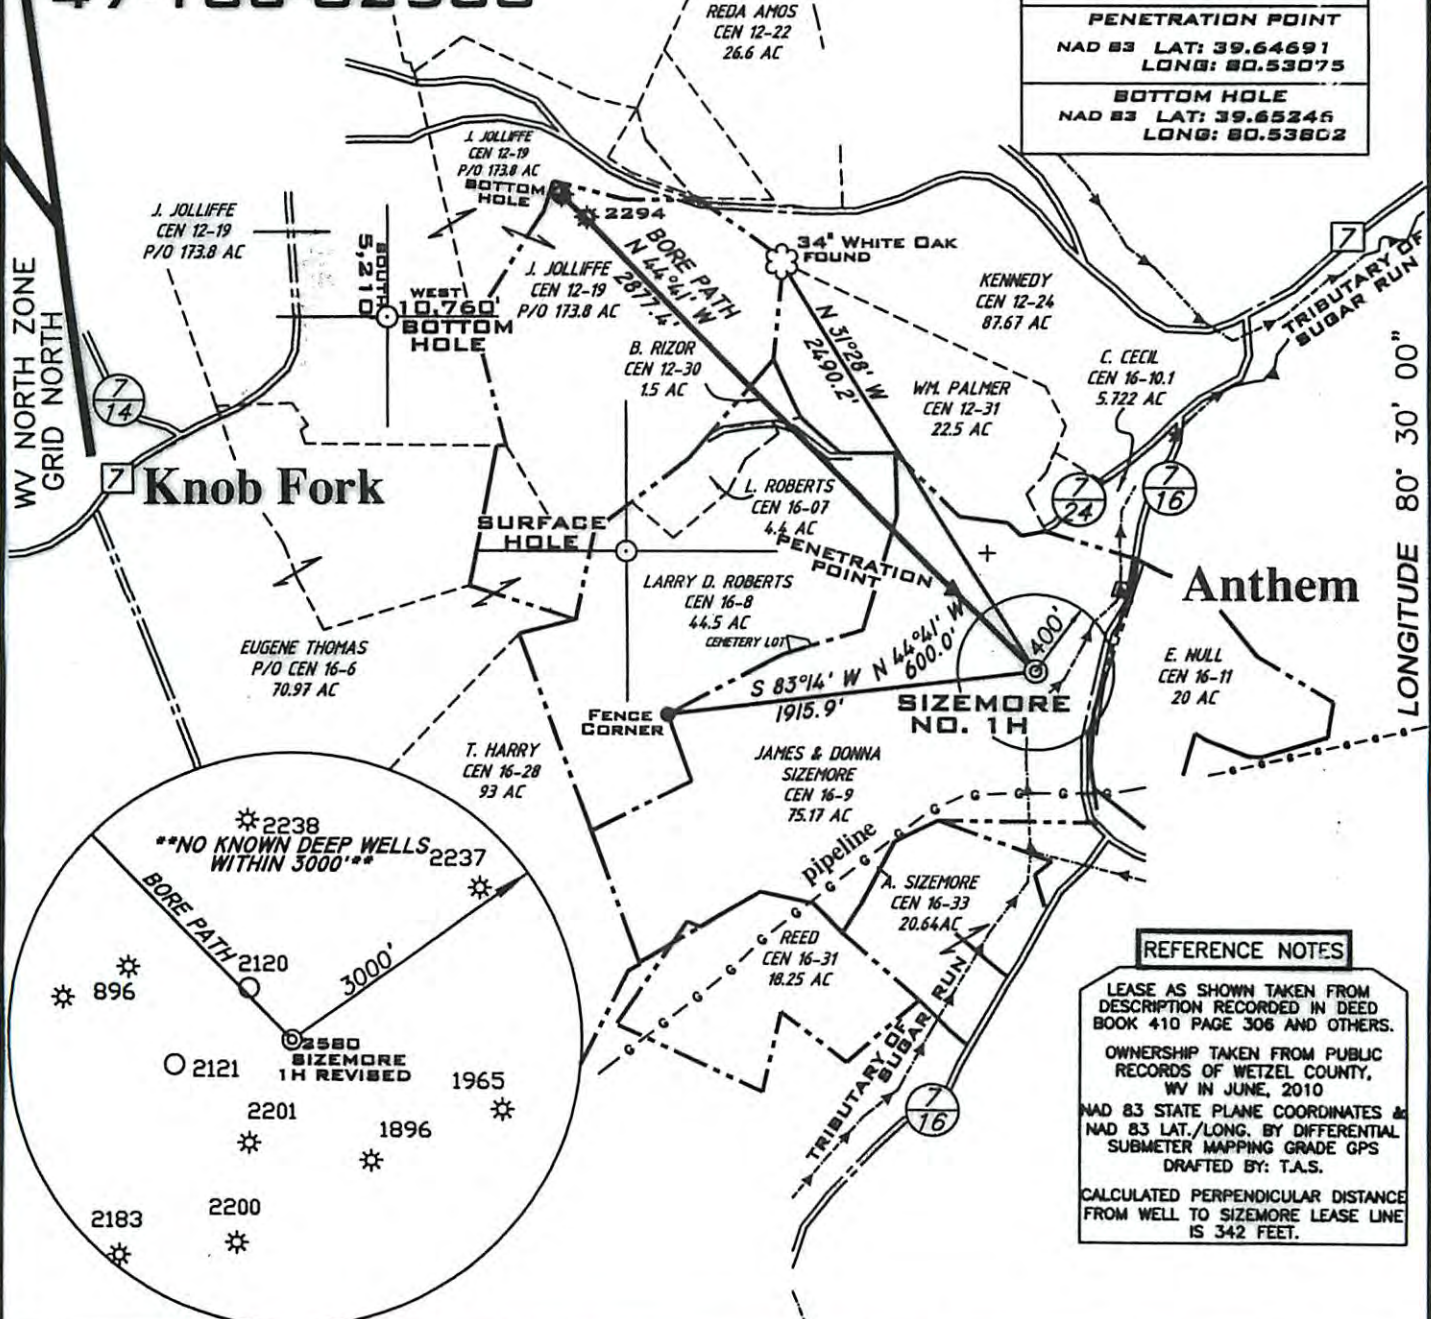 REDA AMOS
CEN 12-22
26.6 AC
PENETRATION POINT
NAD 83 LAT: 39.64691
LONG: 80.53075
BOTTOM HOLE
NAD 83 LAT: 39.65246
LONG: 80.53802
J. JOLLIFFE
CEN 12-19
P/O 173.8 AC
BOTTOM
HOLE
2294
J. JOLLIFFE
CEN 12-19
P/O 173.8 AC
34" WHITE OAK
FOUND
KENNEDY
CEN 12-24
87.67 AC
7
TRIBUTARY OF
SUGAR RUN
WV NORTH ZONE
GRID NORTH
SOUTH
5,210'
WEST
10,760'
BOTTOM
HOLE
J. JOLLIFFE
CEN 12-19
P/O 173.8 AC
BORE PATH
N 44°41' W
2877.4'
N 31°28' W
2490.2'
B. RIZOR
CEN 12-30
1.5 AC
WM. PALMER
CEN 12-31
22.5 AC
C. CECIL
CEN 16-10.1
5.722 AC
LONGITUDE 80° 30' 00"
7
14
7
Knob Fork
L. ROBERTS
CEN 16-07
4.4 AC
7
24
7
16
SURFACE
HOLE
PENETRATION
POINT
Anthem
LARRY D. ROBERTS
CEN 16-8
44.5 AC
CEMETERY LOT
EUGENE THOMAS
P/O CEN 16-6
70.97 AC
N 44°41' W
600.0'
400'
E. NULL
CEN 16-11
20 AC
S 83°14' W
1915.9'
SIZEMORE
NO. 1H
FENCE
CORNER
T. HARRY
CEN 16-28
93 AC
JAMES & DONNA
SIZEMORE
CEN 16-9
75.17 AC
G G G G G G G G G G G
pipeline
A. SIZEMORE
CEN 16-33
20.64AC
REED
CEN 16-31
18.25 AC
TRIBUTARY OF
SUGAR RUN
7
16
2238
**NO KNOWN DEEP WELLS
WITHIN 3000'**
2237
BORE PATH
3000'
2120
896
2580
SIZEMORE
1H REVISED
2121
1965
2201
1896
2200
2183
REFERENCE NOTES
LEASE AS SHOWN TAKEN FROM
DESCRIPTION RECORDED IN DEED
BOOK 410 PAGE 306 AND OTHERS.
OWNERSHIP TAKEN FROM PUBLIC
RECORDS OF WETZEL COUNTY,
WV IN JUNE, 2010
NAD 83 STATE PLANE COORDINATES &
NAD 83 LAT./LONG. BY DIFFERENTIAL
SUBMETER MAPPING GRADE GPS
DRAFTED BY: T.A.S.
CALCULATED PERPENDICULAR DISTANCE
FROM WELL TO SIZEMORE LEASE LINE
IS 342 FEET.